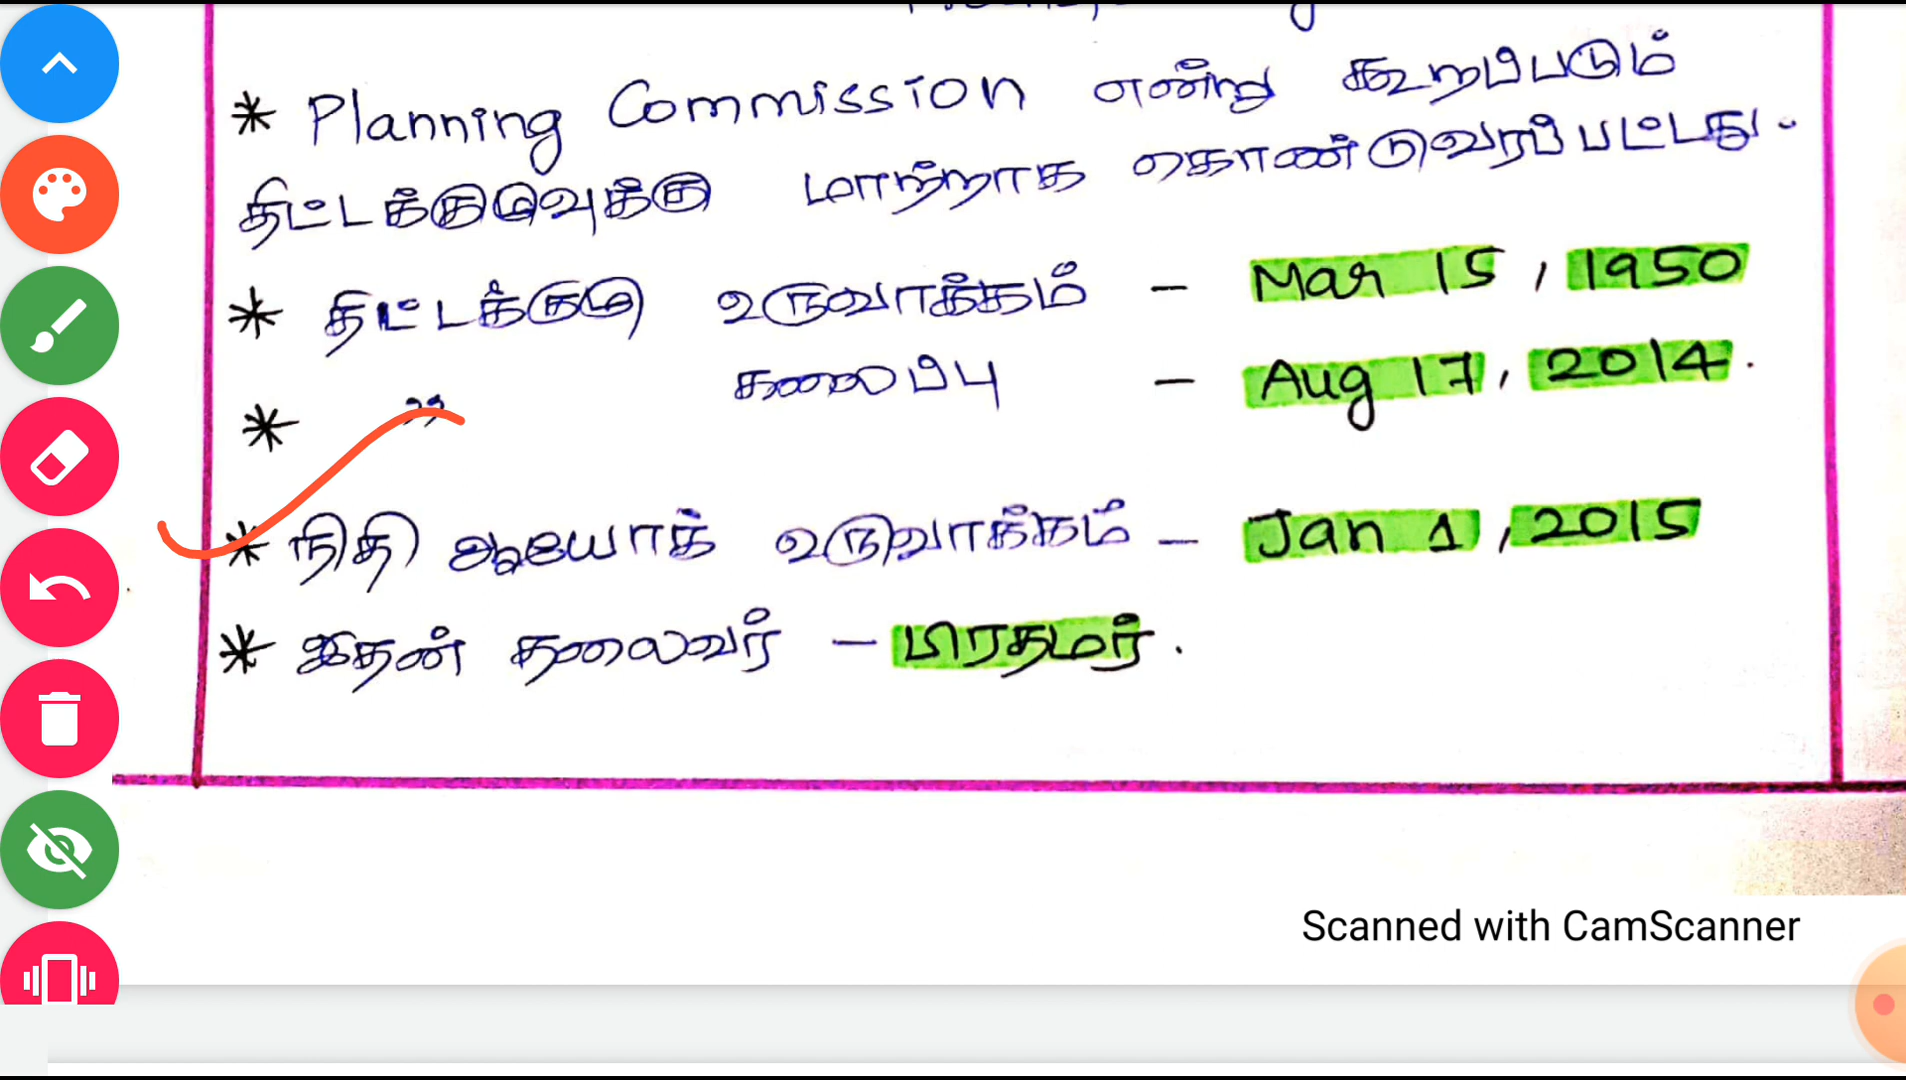 * Planning Commission என்று கூறப்படும்
திட்டக்குழுவுக்கு மாற்றாக கொண்டுவரப்பட்டது.
* திட்டக்குழு உருவாக்கம் - Mar 15, 1950
* " கலைப்பு - Aug 17, 2014.
* நிதி ஆயோக் உருவாக்கம் - Jan 1, 2015
* இதன் தலைவர் - பிரதமர்.
Scanned with CamScanner